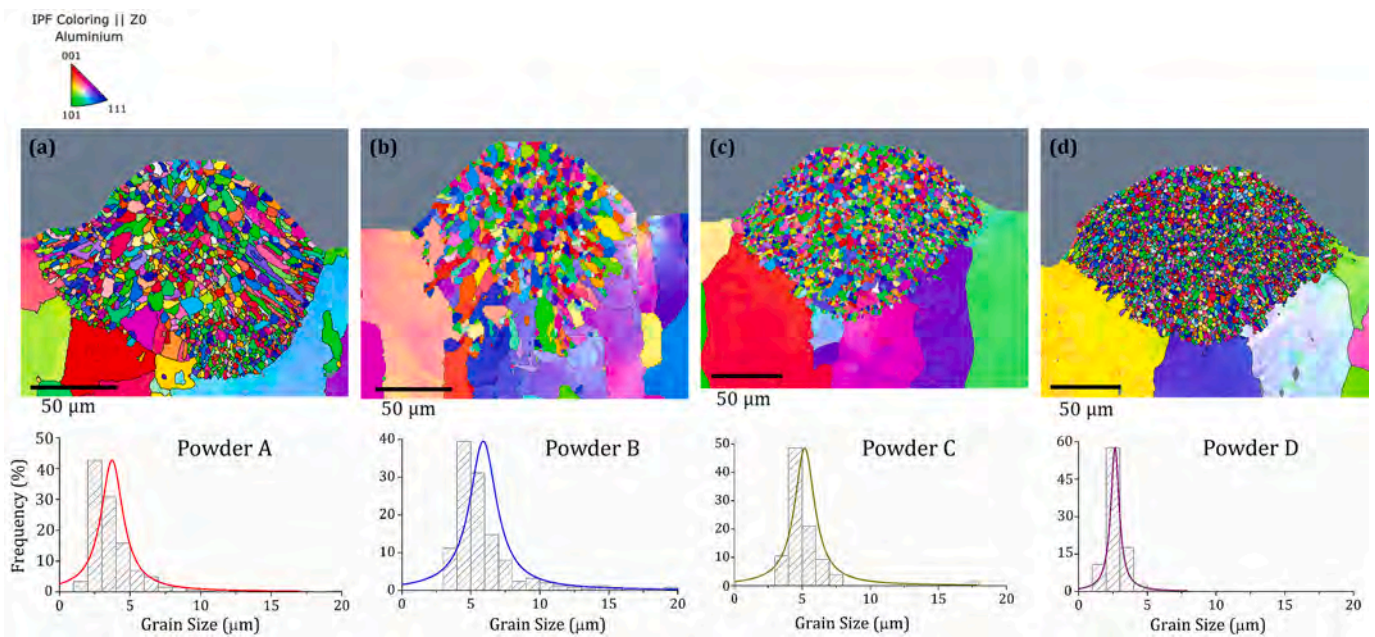 IPF Coloring || Z0
Aluminium
001
101
111
(a)
(b)
(c)
(d)
50 μm
50 μm
50 μm
50 μm
Powder A
Powder B
Powder C
Powder D
Frequency (%)
50
40
30
20
10
0
40
30
20
10
0
50
40
30
20
10
0
60
45
30
15
0
0
5
10
15
20
0
5
10
15
20
0
5
10
15
20
0
5
10
15
20
Grain Size (μm)
Grain Size (μm)
Grain Size (μm)
Grain Size (μm)